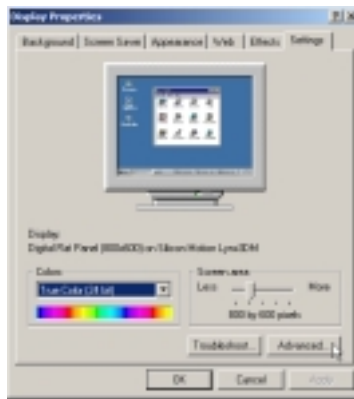 Display Properties
Background Screen Saver Appearance Web Effects Settings
Display:
Digital Flat Panel (800x600) on Silicon Motion Lynx3DM
Colors
Screen area
True Color (24 bit)
Less More
800 by 600 pixels
Troubleshoot... Advanced...
OK Cancel Apply